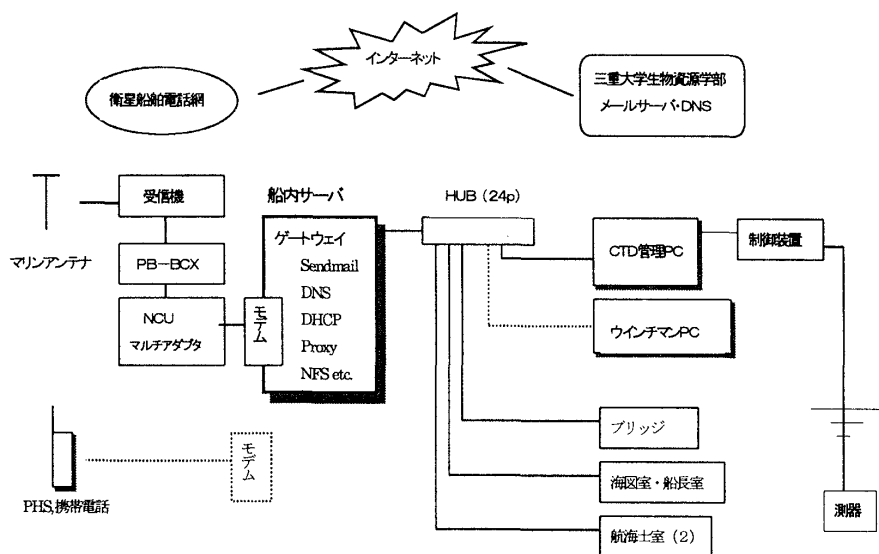 インターネット
衛星船舶電話網
三重大学生物資源学部
メールサーバ・DNS
受信機
船内サーバ
HUB（24p）
マリンアンテナ
PB－BCX
ゲートウェイ
Sendmail
DNS
DHCP
Proxy
NFS etc.
モデム
NCU
マルチアダプタ
CTD管理PC
制御装置
ウインチマンPC
ブリッジ
海図室・船長室
航海士室（2）
測器
モデム
PHS,携帯電話